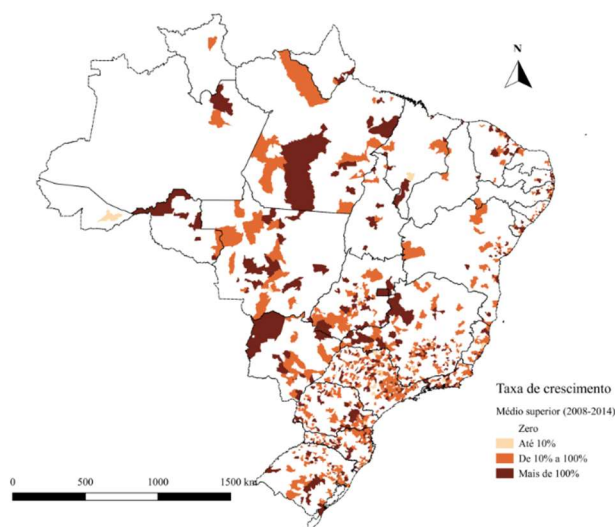 N
Taxa de crescimento
Médio superior (2008-2014)
Zero
Até 10%
De 10% a 100%
Mais de 100%
0 500 1000 1500 km